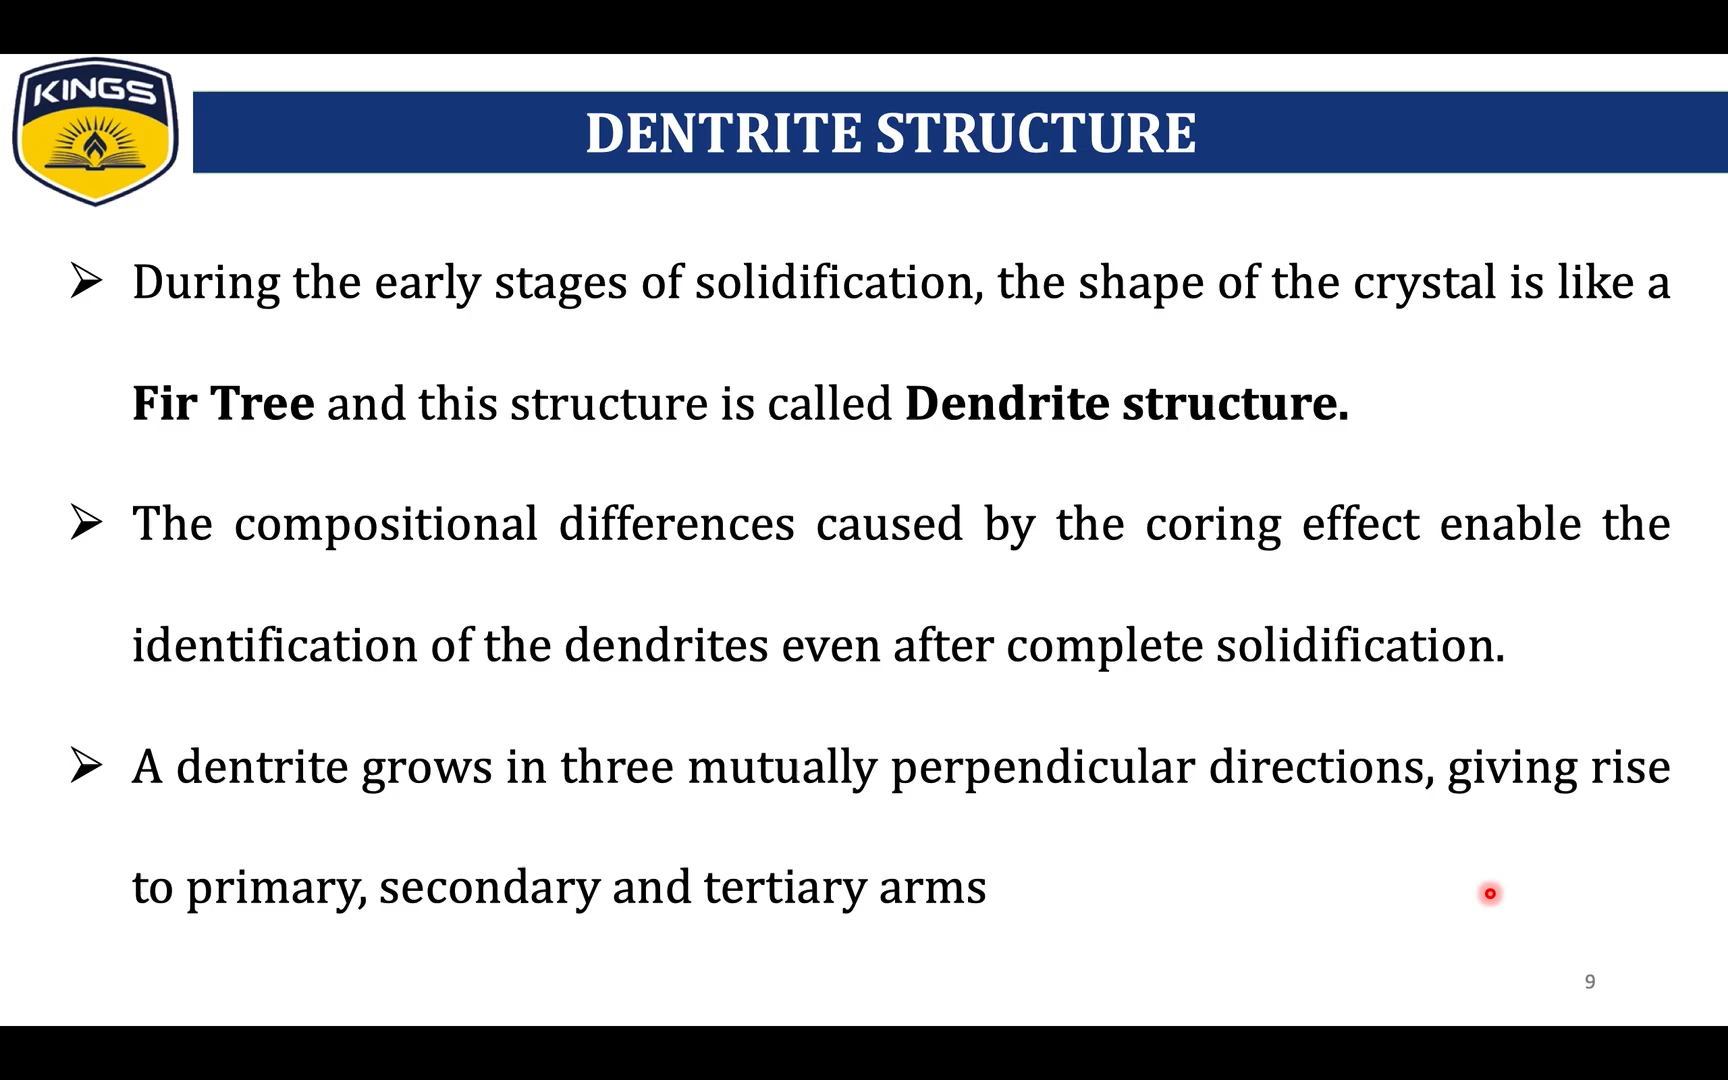 KINGS
DENTRITE STRUCTURE
➢ During the early stages of solidification, the shape of the crystal is like a
Fir Tree and this structure is called Dendrite structure.
➢ The compositional differences caused by the coring effect enable the
identification of the dendrites even after complete solidification.
➢ A dentrite grows in three mutually perpendicular directions, giving rise
to primary, secondary and tertiary arms
9